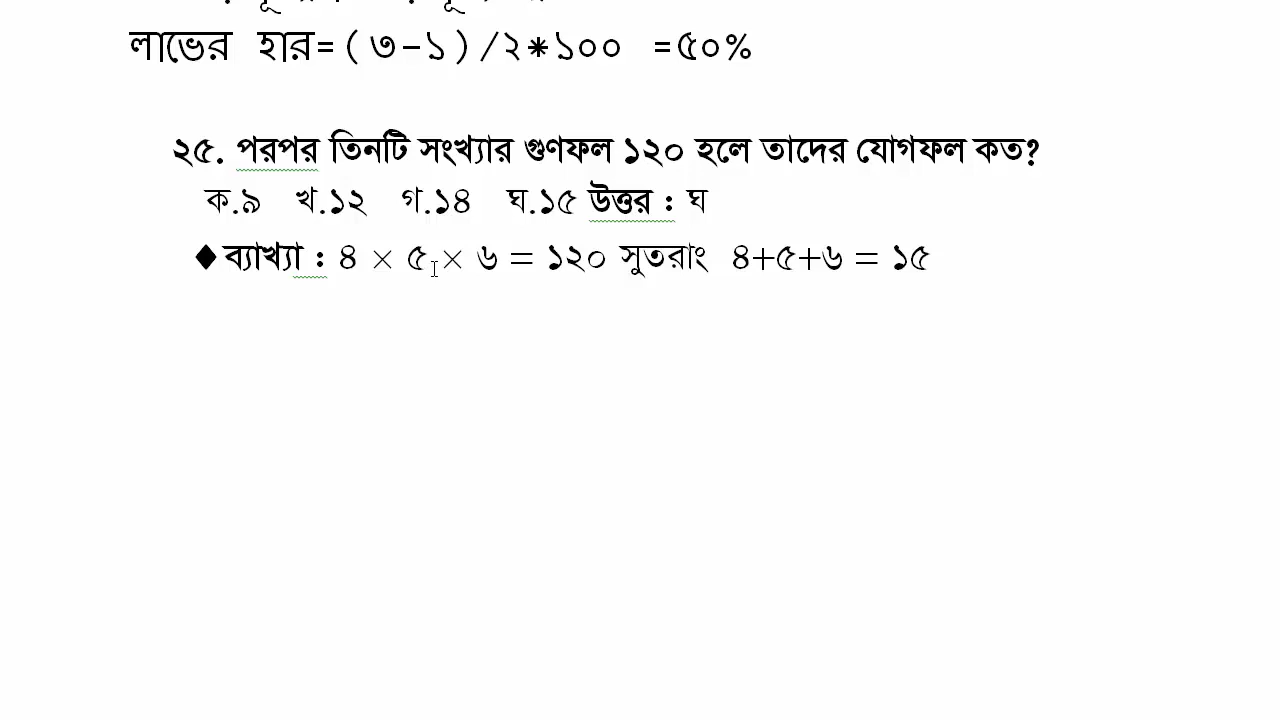 লাভের হার=(৩-১)/২*১০০ =৫০%
২৫. পরপর তিনটি সংখ্যার গুণফল ১২০ হলে তাদের যোগফল কত?
ক.৯ খ.১২ গ.১৪ ঘ.১৫ উত্তর : ঘ
♦ব্যাখ্যা : ৪ × ৫ × ৬ = ১২০ সুতরাং ৪+৫+৬ = ১৫